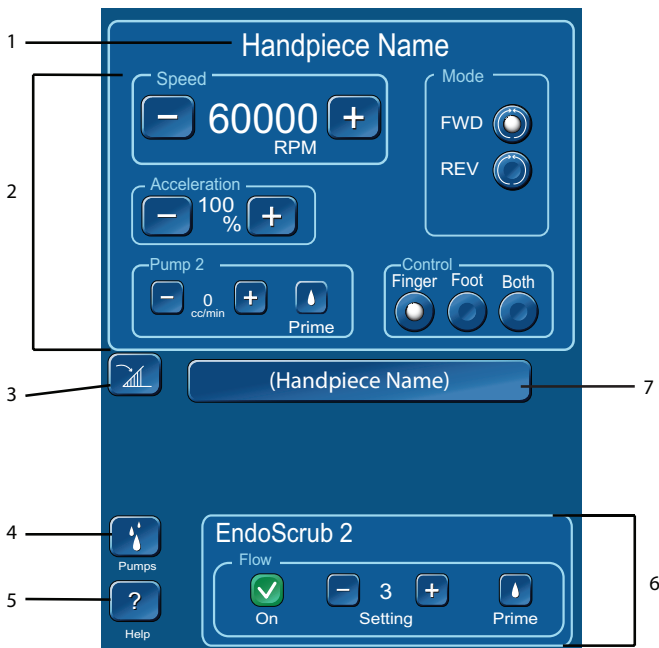 1
Handpiece Name
Speed
Mode
− 60000 +
RPM
FWD
REV
2
Acceleration
− 100 +
%
Pump 2
− 0 +
cc/min
Prime
Control
Finger Foot Both
3
(Handpiece Name)
7
4
Pumps
EndoScrub 2
Flow
− 3 +
On Setting Prime
6
5
?
Help